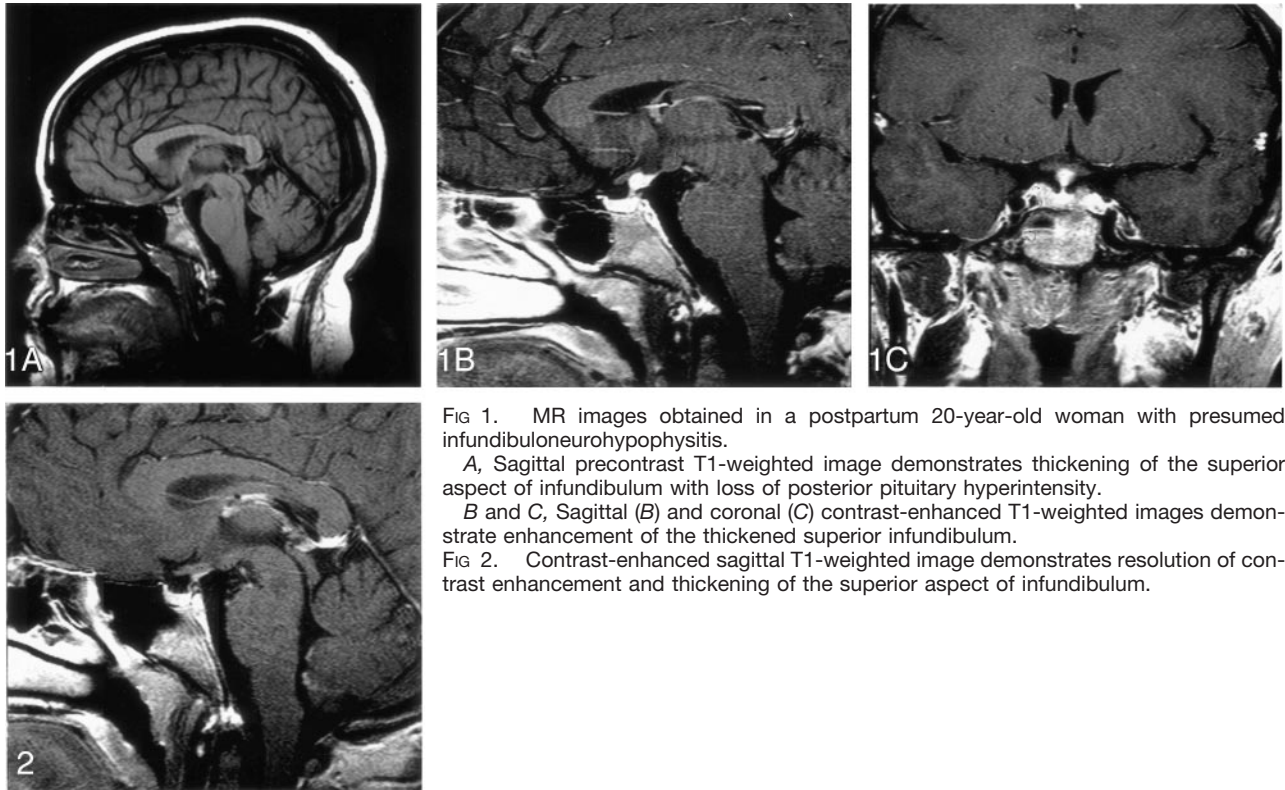 1A
1B
1C
2
FIG 1. MR images obtained in a postpartum 20-year-old woman with presumed
infundibuloneurohypophysitis.
A, Sagittal precontrast T1-weighted image demonstrates thickening of the superior
aspect of infundibulum with loss of posterior pituitary hyperintensity.
B and C, Sagittal (B) and coronal (C) contrast-enhanced T1-weighted images demon-
strate enhancement of the thickened superior infundibulum.
FIG 2. Contrast-enhanced sagittal T1-weighted image demonstrates resolution of con-
trast enhancement and thickening of the superior aspect of infundibulum.